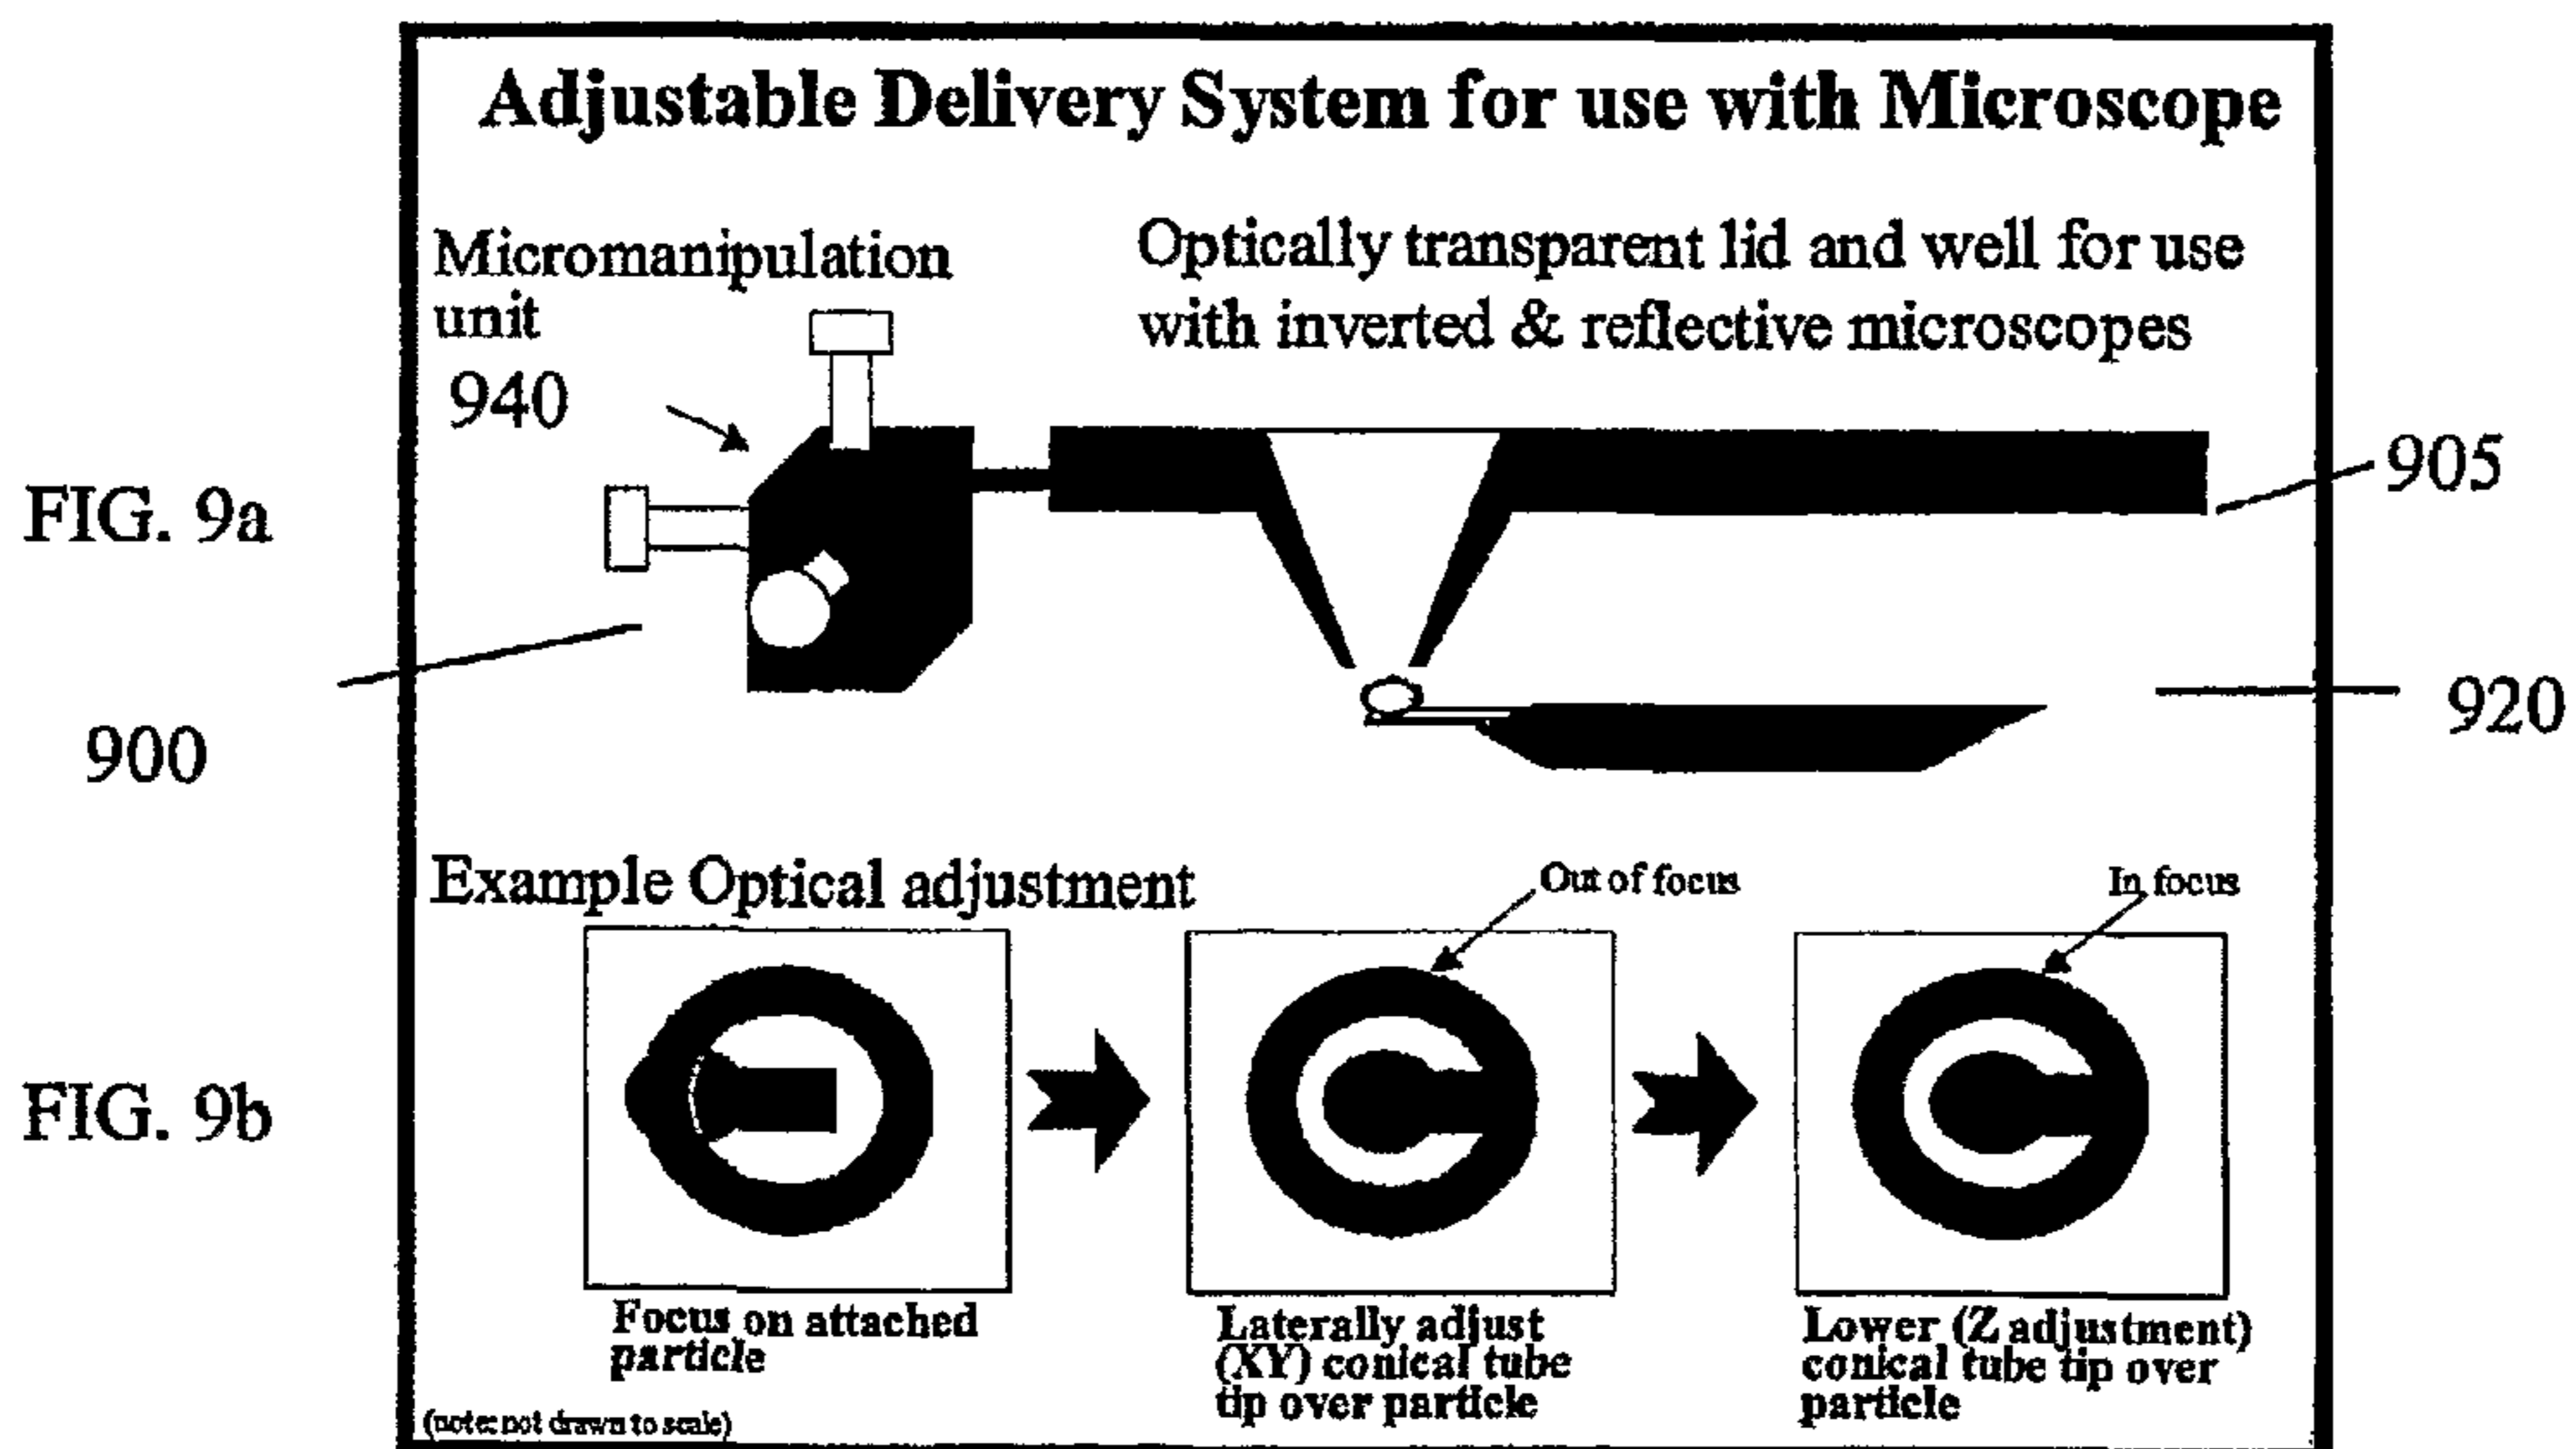 Adjustable Delivery System for use with Microscope
Micromanipulation
unit
940
Optically transparent lid and well for use
with inverted & reflective microscopes
905
FIG. 9a
920
900
Example Optical adjustment
Out of focus
In focus
FIG. 9b
Focus on attached
particle
Laterally adjust
(XY) conical tube
tip over particle
Lower (Z adjustment)
conical tube tip over
particle
(note: not drawn to scale)